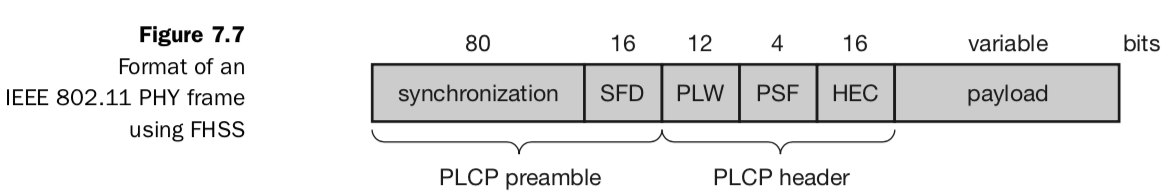 Figure 7.7
Format of an
IEEE 802.11 PHY frame
using FHSS
80 16 12 4 16 variable bits
synchronization SFD PLW PSF HEC payload
PLCP preamble PLCP header